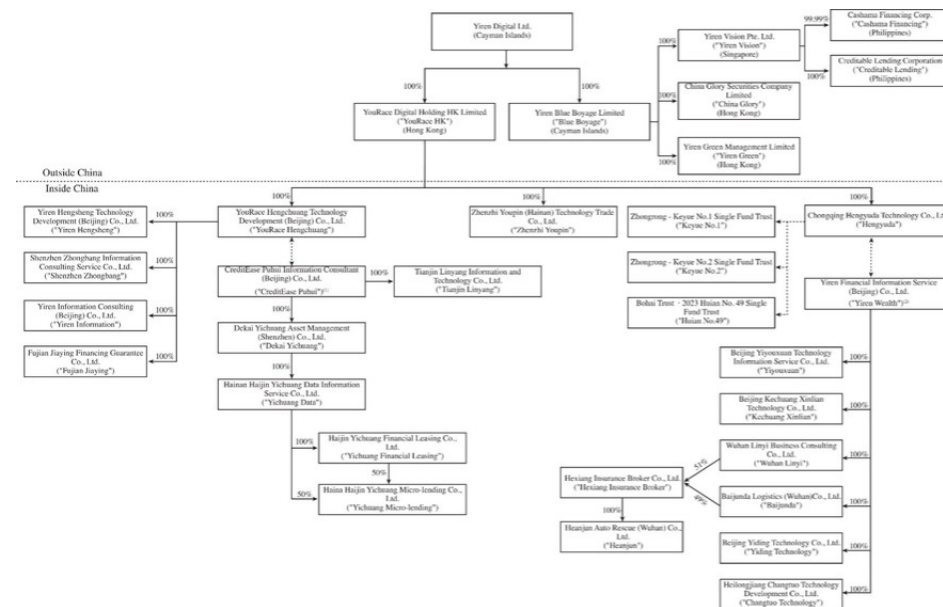 Yiren Digital Ltd.
(Cayman Islands)
100%
100%
YouRace Digital Holding HK Limited
("YouRace HK")
(Hong Kong)
Yiren Blue Boyage Limited
("Blue Boyage")
(Cayman Islands)
100%
Yiren Vision Pte. Ltd.
("Yiren Vision")
(Singapore)
99.99%
Cashama Financing Corp.
("Cashama Financing")
(Philippines)
100%
Creditable Lending Corporation
("Creditable Lending")
(Philippines)
100%
China Glory Securities Company
Limited
("China Glory")
(Hong Kong)
100%
Yiren Green Management Limited
("Yiren Green")
(Hong Kong)
Outside China
Inside China
100%
100%
100%
Yiren Hengsheng Technology
Development (Beijing) Co., Ltd.
("Yiren Hengsheng")
100%
YouRace Hengchuang Technology
Development (Beijing) Co., Ltd.
("YouRace Hengchuang")
Zhenzhi Youpin (Hainan) Technology Trade
Co., Ltd.
("Zhenrzhi Youpin")
Zhongrong - Keyue No.1 Single Fund Trust
("Keyue No.1")
Chongqing Hengyuda Technology Co., Ltd.
("Hengyuda")
Shenzhen Zhongbang Information
Consulting Service Co., Ltd.
("Shenzhen Zhongbang")
100%
CreditEase Puhui Information Consultant
(Beijing) Co., Ltd.
("CreditEase Puhui")(1)
100%
Tianjin Linyang Information and
Technology Co., Ltd.
("Tianjin Linyang")
Zhongrong - Keyue No.2 Single Fund Trust
("Keyue No.2")
Yiren Financial Information Service
(Beijing) Co., Ltd.
("Yiren Wealth")(2)
Yiren Information Consulting
(Beijing) Co., Ltd.
("Yiren Information")
100%
100%
Bohai Trust · 2023 Huian No. 49 Single
Fund Trust
("Huian No.49")
Dekai Yichuang Asset Management
(Shenzhen) Co., Ltd.
("Dekai Yichuang")
Fujian Jiaying Financing Guarantee
Co., Ltd.
("Fujian Jiaying")
100%
100%
Hainan Haijin Yichuang Data Information
Service Co., Ltd.
("Yichuang Data")
Beijing Yiyouxuan Technology
Information Service Co., Ltd.
("Yiyouxuan")
100%
Beijing Kechuang Xinlian
Technology Co., Ltd.
("Kechuang Xinlian")
100%
100%
Haijin Yichuang Financial Leasing Co.,
Ltd.
("Yichuang Financial Leasing")
50%
50%
Haina Haijin Yichuang Micro-lending Co.,
Ltd.
("Yichuang Micro-lending")
Wuhan Linyi Business Consulting
Co., Ltd.
("Wuhan Linyi")
100%
51%
Hexiang Insurance Broker Co., Ltd.
("Hexiang Insurance Broker")
49%
Baijunda Logistics (Wuhan)Co., Ltd.
("Baijunda")
100%
100%
Heanjun Auto Rescue (Wuhan) Co.,
Ltd.
("Heanjun")
Beijing Yiding Technology Co., Ltd.
("Yiding Technology")
100%
Heilongjiang Changtuo Technology
Development Co., Ltd.
("Changtuo Technology")
100%